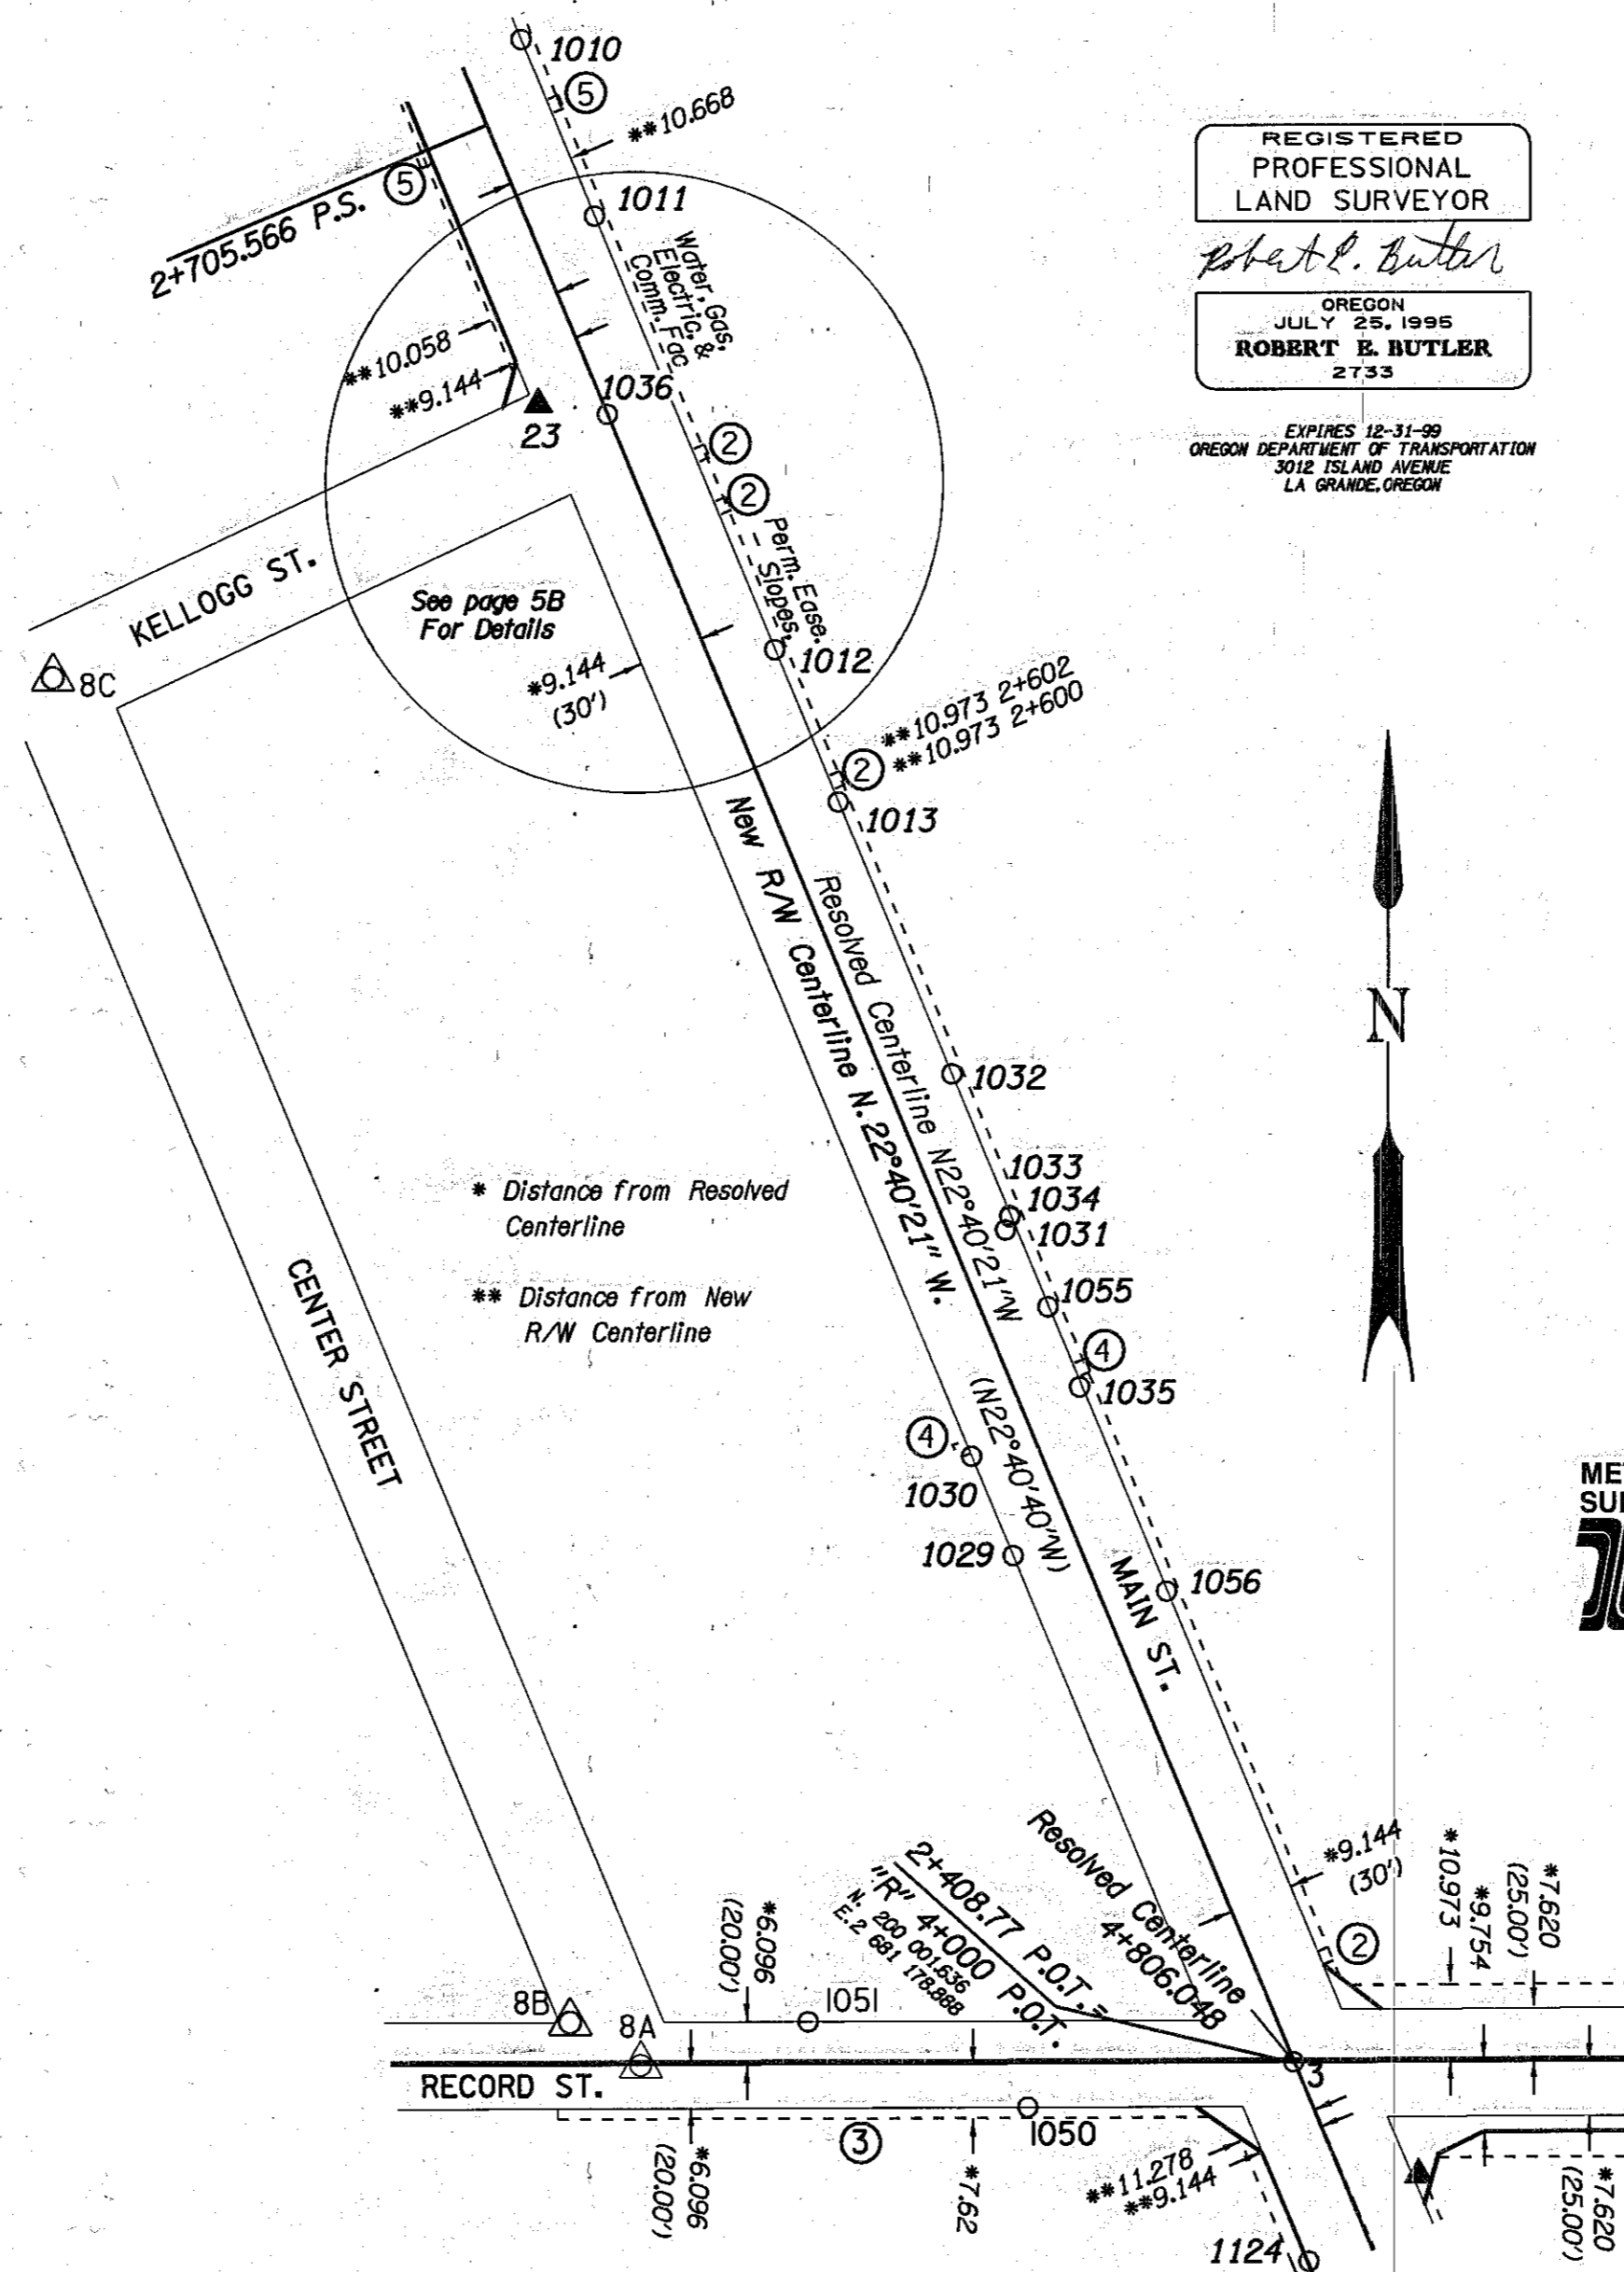 1010
5
**10.668
REGISTERED
PROFESSIONAL
LAND SURVEYOR
Robert E. Butler
OREGON
JULY 25, 1995
ROBERT E. BUTLER
2733
EXPIRES 12-31-99
OREGON DEPARTMENT OF TRANSPORTATION
3012 ISLAND AVENUE
LA GRANDE, OREGON
2+705.566 P.S.
5
1011
Water, Gas,
Electric, &
Comm. Fac
**10.058
**9.144
23
1036
2
2
Perm. Ease.
Slopes,
KELLOGG ST.
See page 5B
For Details
8C
*9.144
(30')
1012
**10.973 2+602
**10.973 2+600
2
1013
New R/W Centerline N. 22°40'21" W.
Resolved Centerline N22°40'21"W
(N22°40'40"W)
N
1032
1033
1034
1031
* Distance from Resolved
Centerline
** Distance from New
R/W Centerline
CENTER STREET
1055
4
1035
4
1030
1029
1056
MAIN ST.
Resolved Centerline
4+806.048
2+408.77 P.O.T. =
"R" 4+000 P.O.T.
N. 200 001.636
E. 2 681 178.888
*9.144
(30')
*10.973
*9.754
*7.620
(25.00')
2
*6.096
(20.00')
8B
8A
1051
3
RECORD ST.
3
1050
*6.096
(20.00')
*7.62
**11.278
**9.144
1124
*7.620
(25.00')